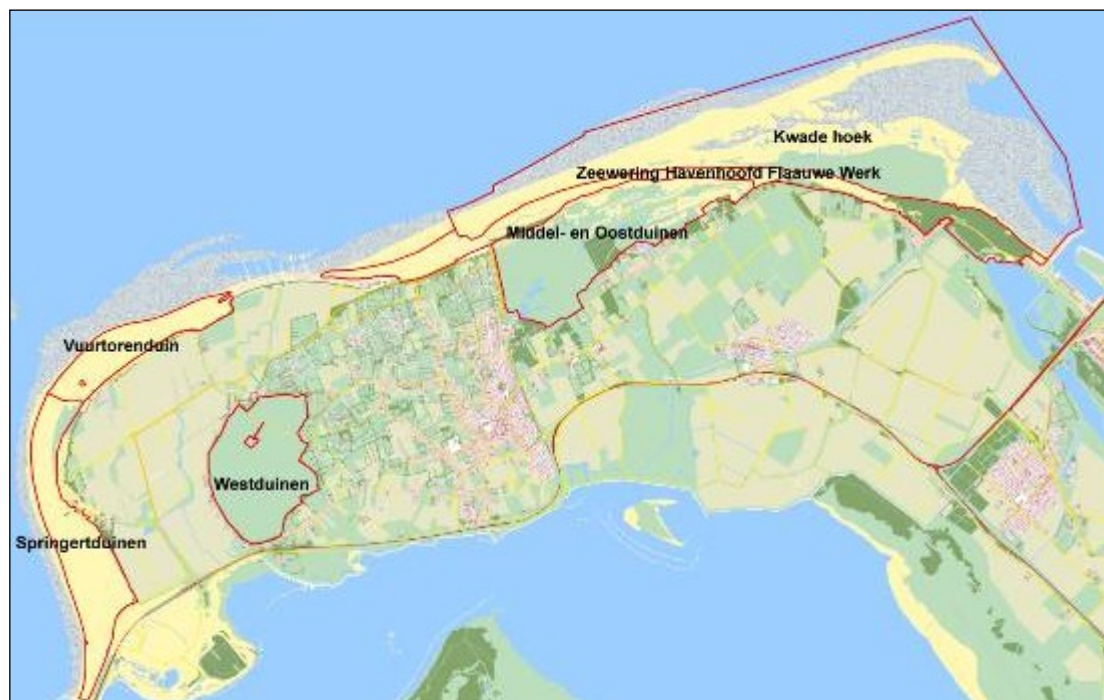 Kwade hoek
Zeewering Havenhoofd Flaauwe Werk
Middel- en Oostduinen
Vuurtorenduin
Westduinen
Springertduinen